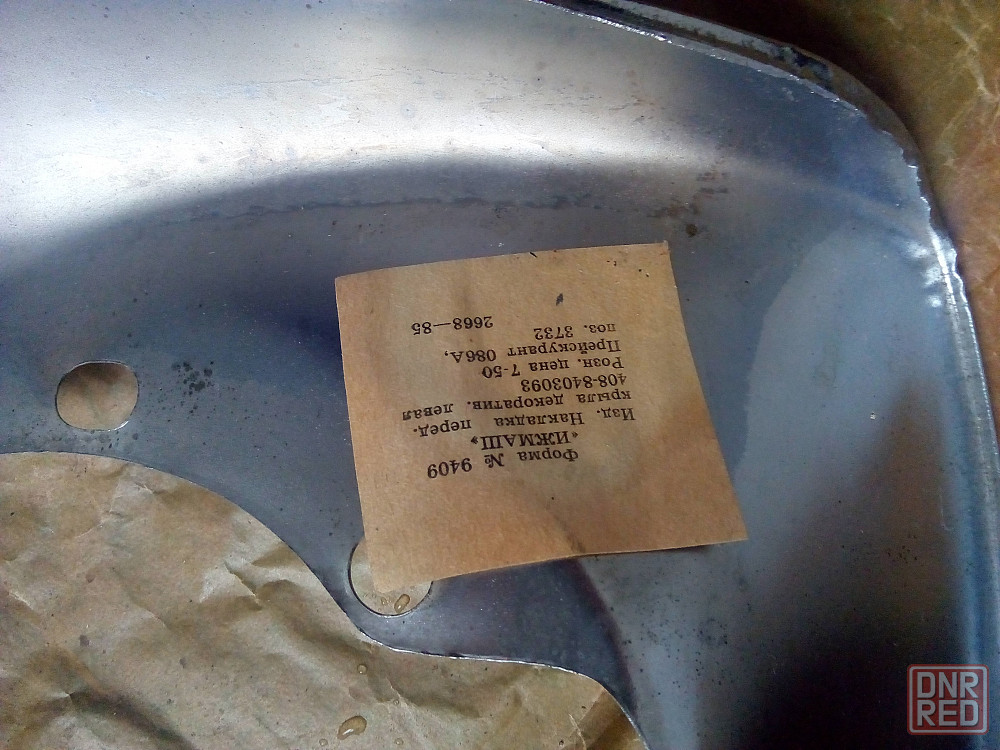 Форма № 9409
«ИЖМАШ»
Изд. Накладка перед.
крыла декоратив. левая
408-8403093
Розн. цена 7-50
Прейскурант 086А,
поз. 3732
2668—85
DNR
RED